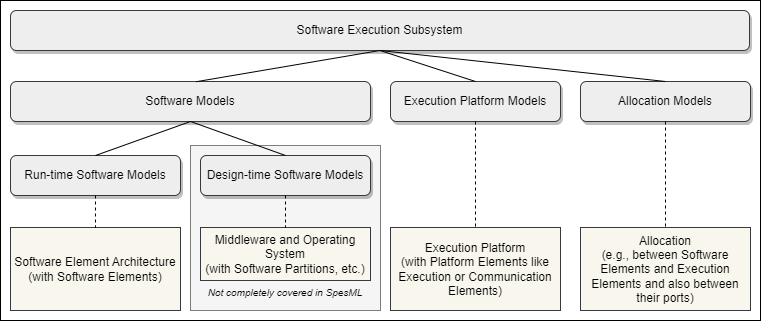 Software Execution Subsystem
Software Models
Execution Platform Models
Allocation Models
Run-time Software Models
Design-time Software Models
Software Element Architecture
(with Software Elements)
Middleware and Operating
System
(with Software Partitions, etc.)
Not completely covered in SpesML
Execution Platform
(with Platform Elements like
Execution or Communication
Elements)
Allocation
(e.g., between Software
Elements and Execution
Elements and also between
their ports)